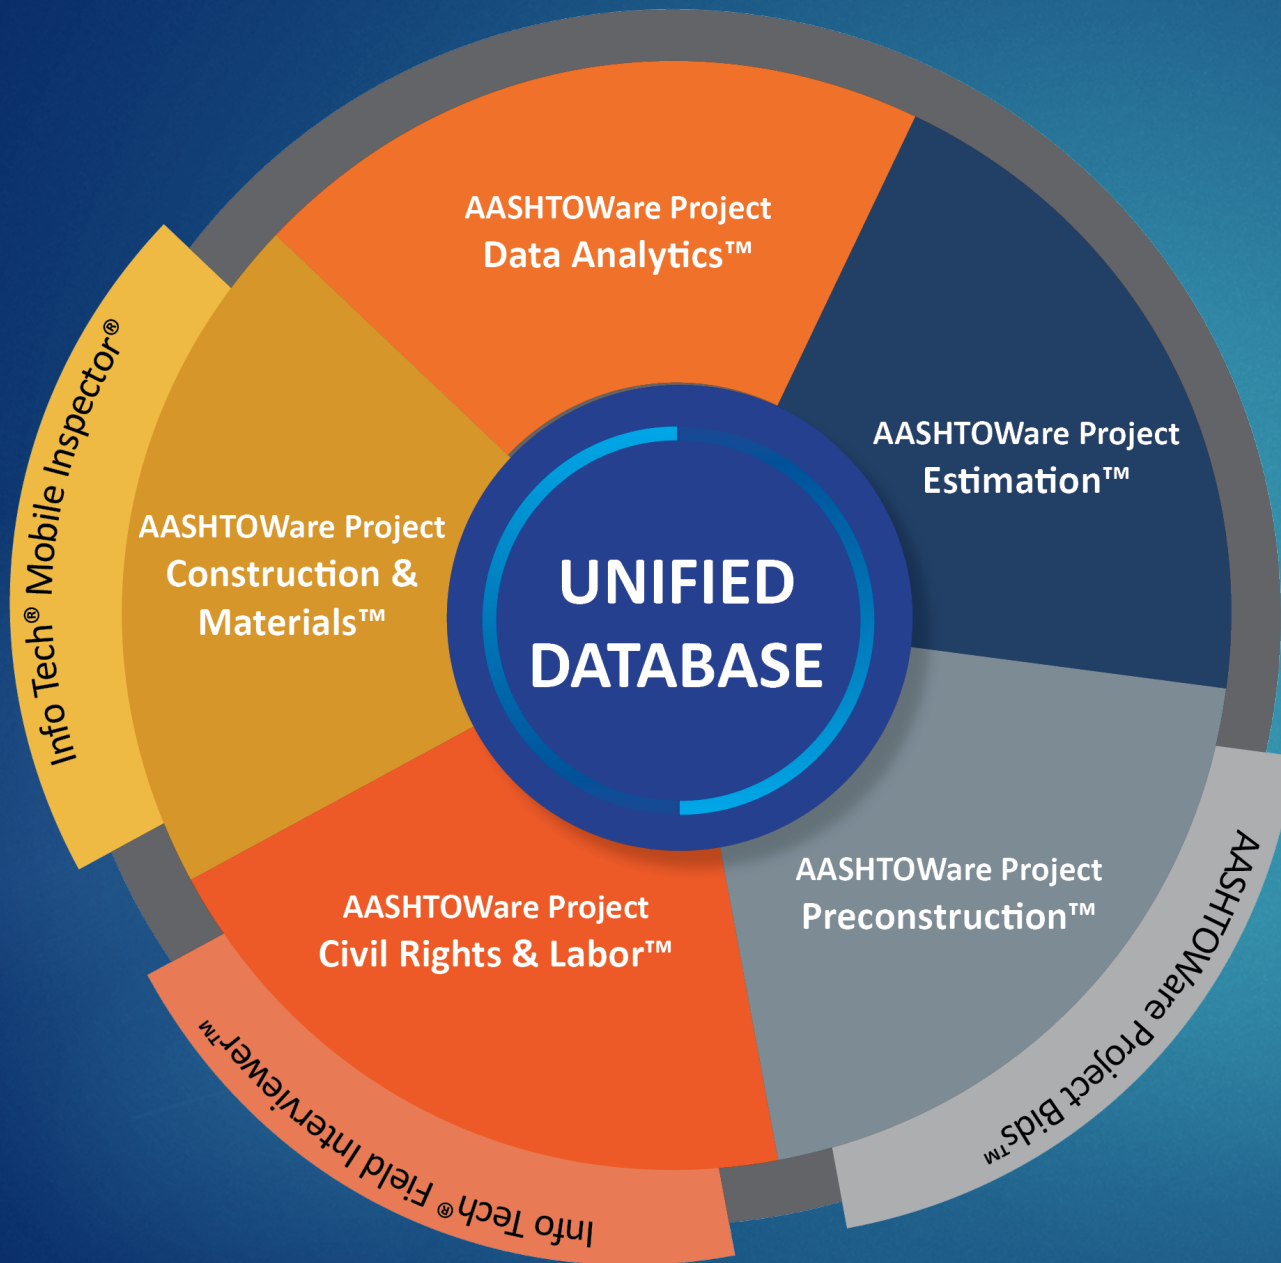 AASHTOWare Project
Data Analytics™
AASHTOWare Project
Estimation™
Info Tech® Mobile Inspector®
AASHTOWare Project
Construction &
Materials™
UNIFIED
DATABASE
AASHTOWare Project
Preconstruction™
AASHTOWare Project
Civil Rights & Labor™
AASHTOWare Project Bids™
Info Tech® Field Interviewer™